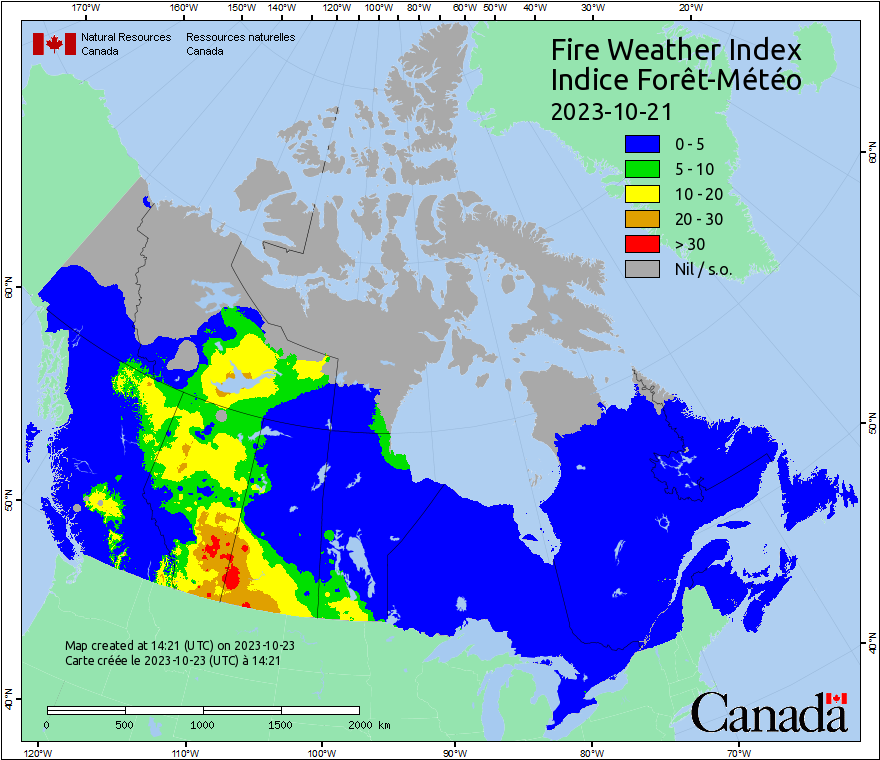 170°W 160°W 150°W 140°W 130°W 120°W 110°W 100°W 90°W 80°W 70°W 60°W 50°W 40°W 30°W 20°W
Natural Resources Canada
Ressources naturelles Canada
Fire Weather Index
Indice Forêt-Météo
2023-10-21
0 - 5
5 - 10
10 - 20
20 - 30
> 30
Nil / s.o.
60°N
60°N
50°N
50°N
40°N
40°N
Map created at 14:21 (UTC) on 2023-10-23
Carte créée le 2023-10-23 (UTC) à 14:21
0 500 1000 1500 2000 km
Canada
120°W 110°W 100°W 90°W 80°W 70°W